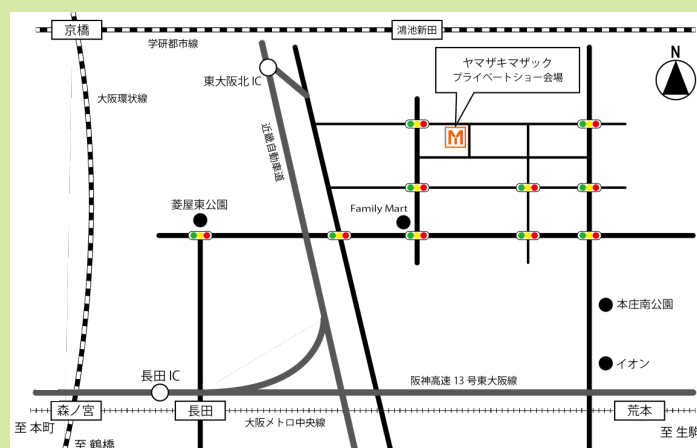 京橋
学研都市線
鴻池新田
N
大阪環状線
東大阪北 IC
ヤマザキマザック
プライベートショー会場
M
近畿自動車道
菱屋東公園
Family Mart
本庄南公園
イオン
長田 IC
阪神高速 13 号東大阪線
森ノ宮
長田
大阪メトロ中央線
荒本
至 本町
至 鶴橋
至 生駒